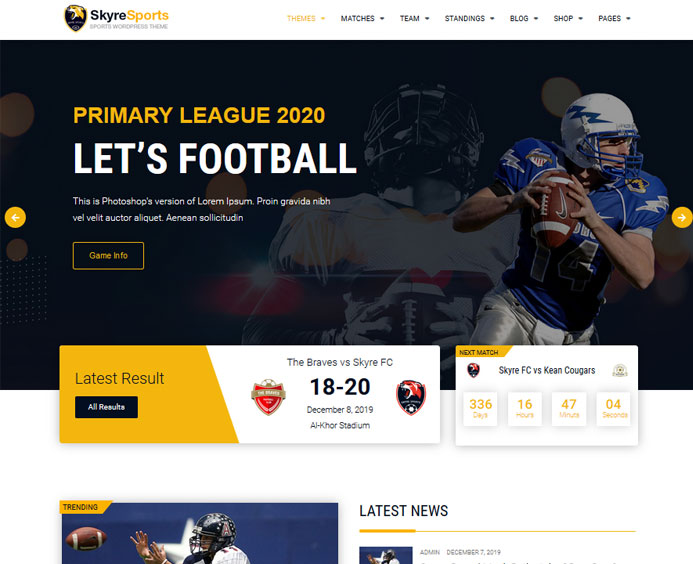 SkyreSports
SPORTS WORDPRESS THEME
THEMES MATCHES TEAM STANDINGS BLOG SHOP PAGES
PRIMARY LEAGUE 2020
LET'S FOOTBALL
This is Photoshop's version of Lorem Ipsum. Proin gravida nibh
vel velit auctor aliquet. Aenean sollicitudin
Game Info
14
Latest Result
All Results
The Braves vs Skyre FC
18-20
December 8, 2019
Al-Khor Stadium
THE BRAVES
NEXT MATCH
Skyre FC vs Kean Cougars
336 16 47 04
Days Hours Minute Seconds
TRENDING
LATEST NEWS
ADMIN DECEMBER 7, 2019